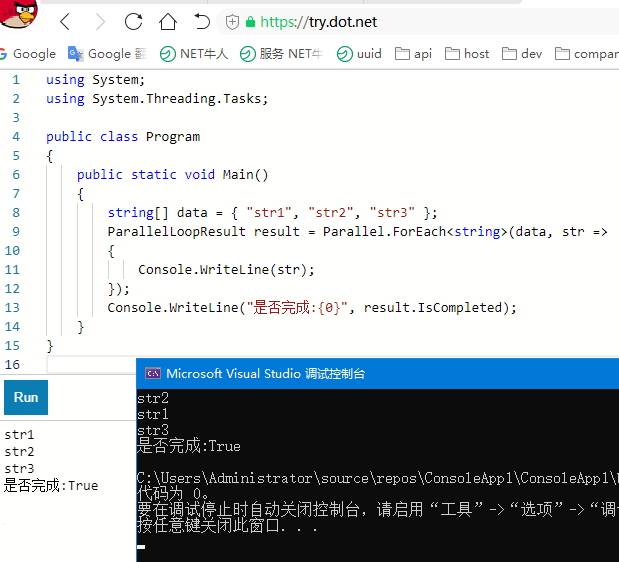 https://try.dot.net
Google Google 翻 NET牛人 服务 NET牛 uuid api host dev compan
1 using System;
2 using System.Threading.Tasks;
3
4 public class Program
5 {
6 public static void Main()
7 {
8 string[] data = { "str1", "str2", "str3" };
9 ParallelLoopResult result = Parallel.ForEach<string>(data, str =>
10 {
11 Console.WriteLine(str);
12 });
13 Console.WriteLine("是否完成:{0}", result.IsCompleted);
14 }
15 }
16
Run
str1
str2
str3
是否完成:True
C:\ Microsoft Visual Studio 调试控制台
str2
str1
str3
是否完成:True
C:\Users\Administrator\source\repos\ConsoleApp1\ConsoleApp1\
代码为 0。
要在调试停止时自动关闭控制台，请启用“工具”->“选项”->“调
按任意键关闭此窗口. . .